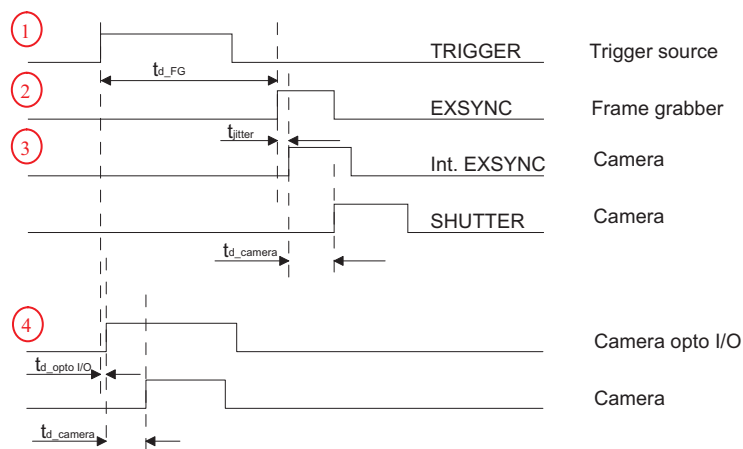 1
TRIGGER Trigger source
td_FG
2
EXSYNC Frame grabber
tjitter
3
Int. EXSYNC Camera
SHUTTER Camera
td_camera
4
Camera opto I/O
td_opto I/O
Camera
td_camera